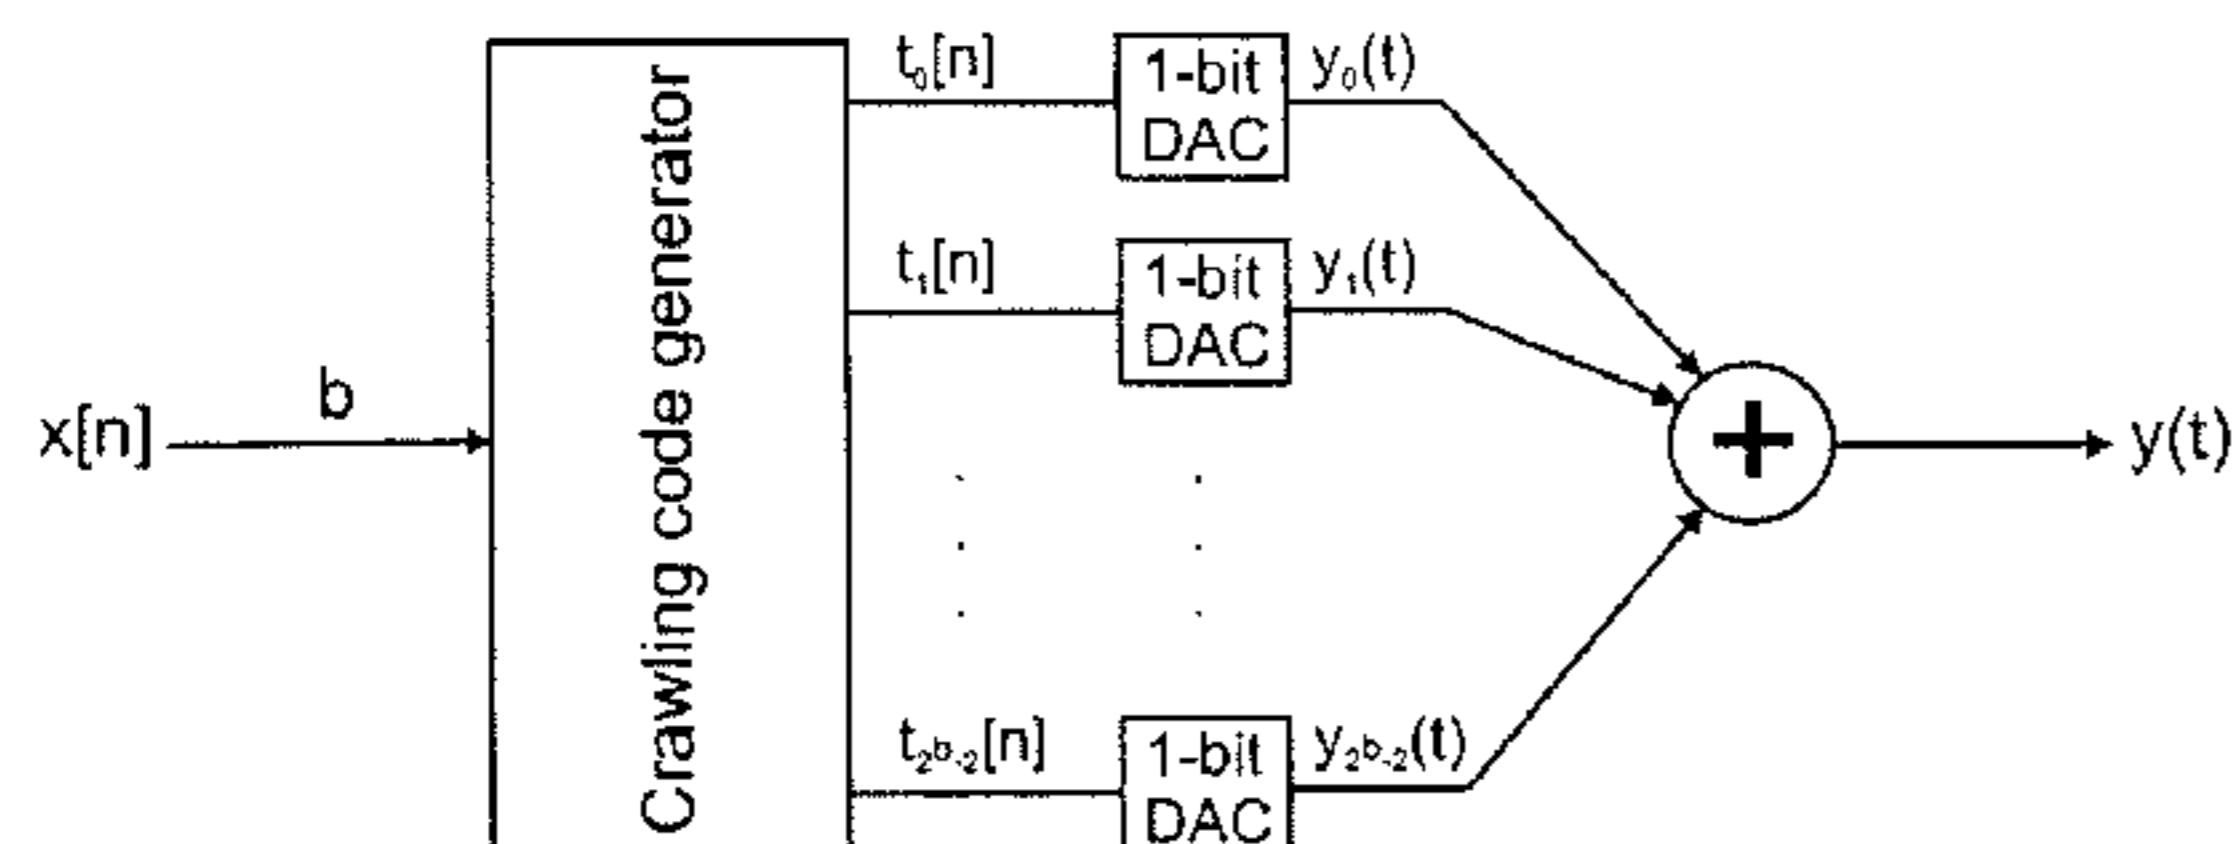 t₀[n]
1-bit
DAC
y₀(t)
t₁[n]
1-bit
DAC
y₁(t)
x[n]
b
Crawling code generator
+
y(t)
t₂b₋₂[n]
1-bit
DAC
y₂b₋₂(t)